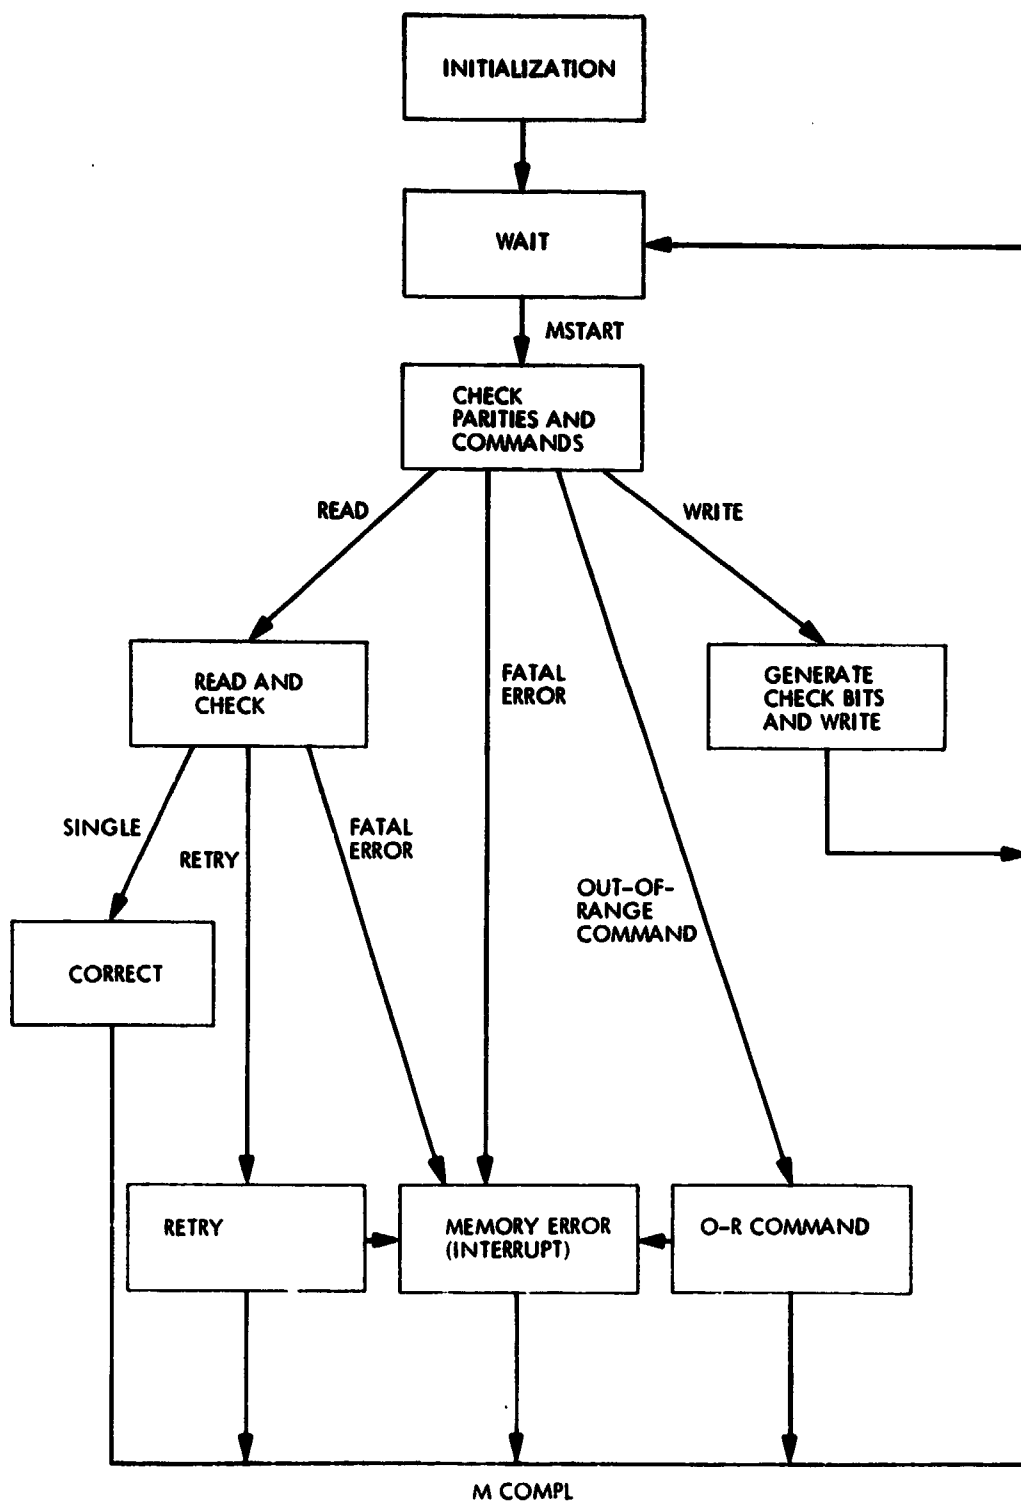 INITIALIZATION
WAIT
MSTART
CHECK
PARITIES AND
COMMANDS
READ
WRITE
READ AND
CHECK
FATAL
ERROR
GENERATE
CHECK BITS
AND WRITE
SINGLE
RETRY
FATAL
ERROR
OUT-OF-
RANGE
COMMAND
CORRECT
RETRY
MEMORY ERROR
(INTERRUPT)
O-R COMMAND
M COMPL